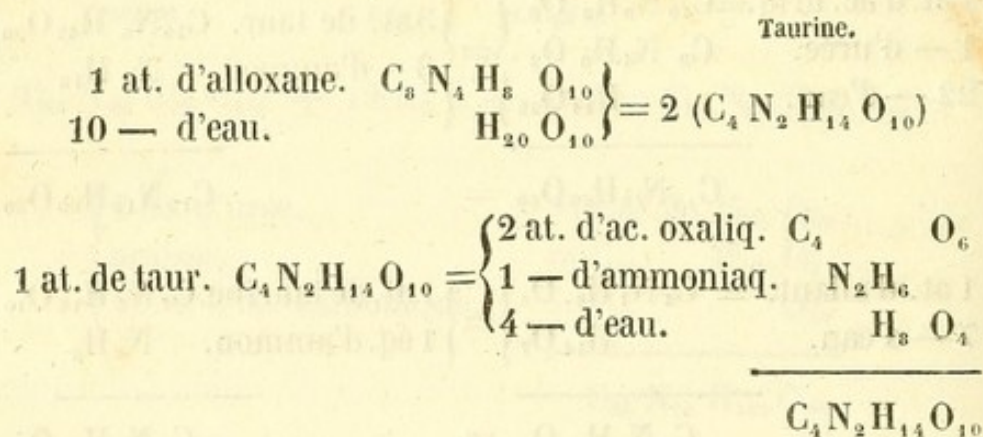 Taurine.
1 at. d'alloxane. C₈ N₄ H₈ O₁₀
10 — d'eau. H₂₀ O₁₀ } = 2 (C₄ N₂ H₁₄ O₁₀)
2 at. d'ac. oxaliq. C₄ O₆
1 at. de taur. C₄ N₂ H₁₄ O₁₀ = { 1 — d'ammoniaq. N₂ H₆
4 — d'eau. H₈ O₄
C₄ N₂ H₁₄ O₁₀